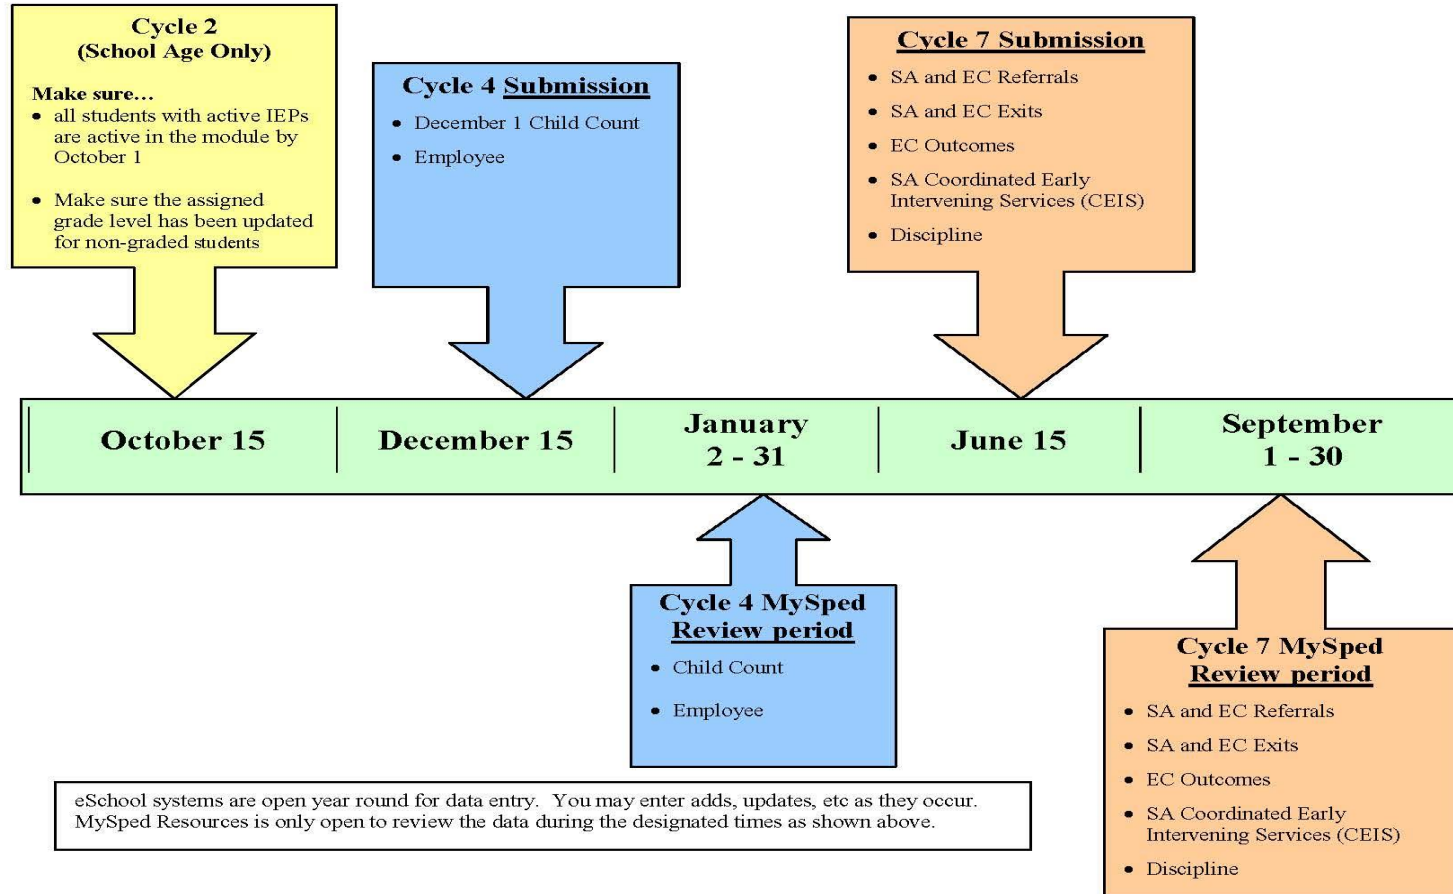 Cycle 2
(School Age Only)
Make sure…
• all students with active IEPs
are active in the module by
October 1
• Make sure the assigned
grade level has been updated
for non-graded students
Cycle 4 Submission
• December 1 Child Count
• Employee
Cycle 7 Submission
• SA and EC Referrals
• SA and EC Exits
• EC Outcomes
• SA Coordinated Early
Intervening Services (CEIS)
• Discipline
October 15
December 15
January
2 - 31
June 15
September
1 - 30
Cycle 4 MySped
Review period
• Child Count
• Employee
Cycle 7 MySped
Review period
• SA and EC Referrals
• SA and EC Exits
• EC Outcomes
• SA Coordinated Early
Intervening Services (CEIS)
• Discipline
eSchool systems are open year round for data entry. You may enter adds, updates, etc as they occur.
MySped Resources is only open to review the data during the designated times as shown above.